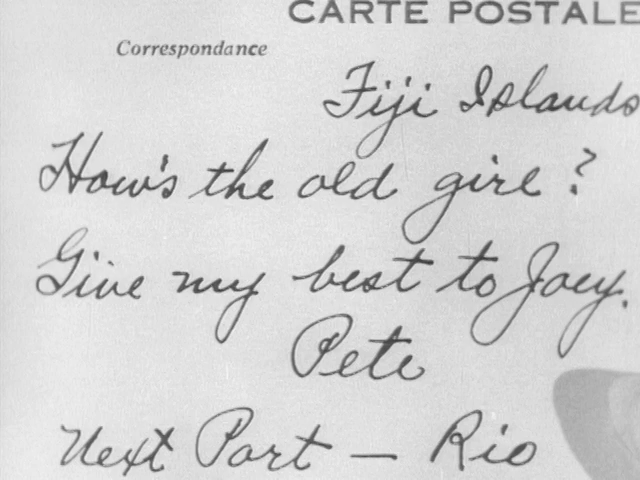 CARTE POSTALE
Correspondance
Fiji Islands
How's the old girl?
Give my best to Joey.
Pete
Next Port — Rio